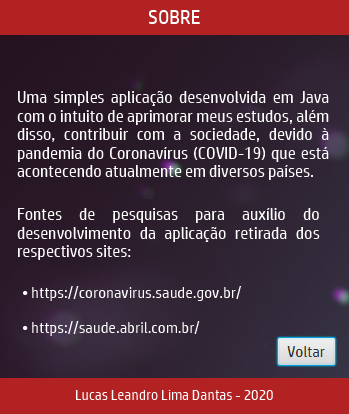 SOBRE
Uma simples aplicação desenvolvida em Java
com o intuito de aprimorar meus estudos, além
disso, contribuir com a sociedade, devido à
pandemia do Coronavírus (COVID-19) que está
acontecendo atualmente em diversos países.
Fontes de pesquisas para auxílio do
desenvolvimento da aplicação retirada dos
respectivos sites:
• https://coronavirus.saude.gov.br/
• https://saude.abril.com.br/
Voltar
Lucas Leandro Lima Dantas - 2020